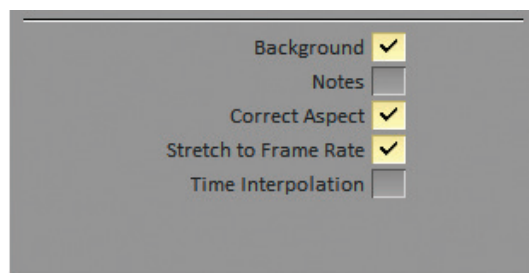 Background
Notes
Correct Aspect
Stretch to Frame Rate
Time Interpolation